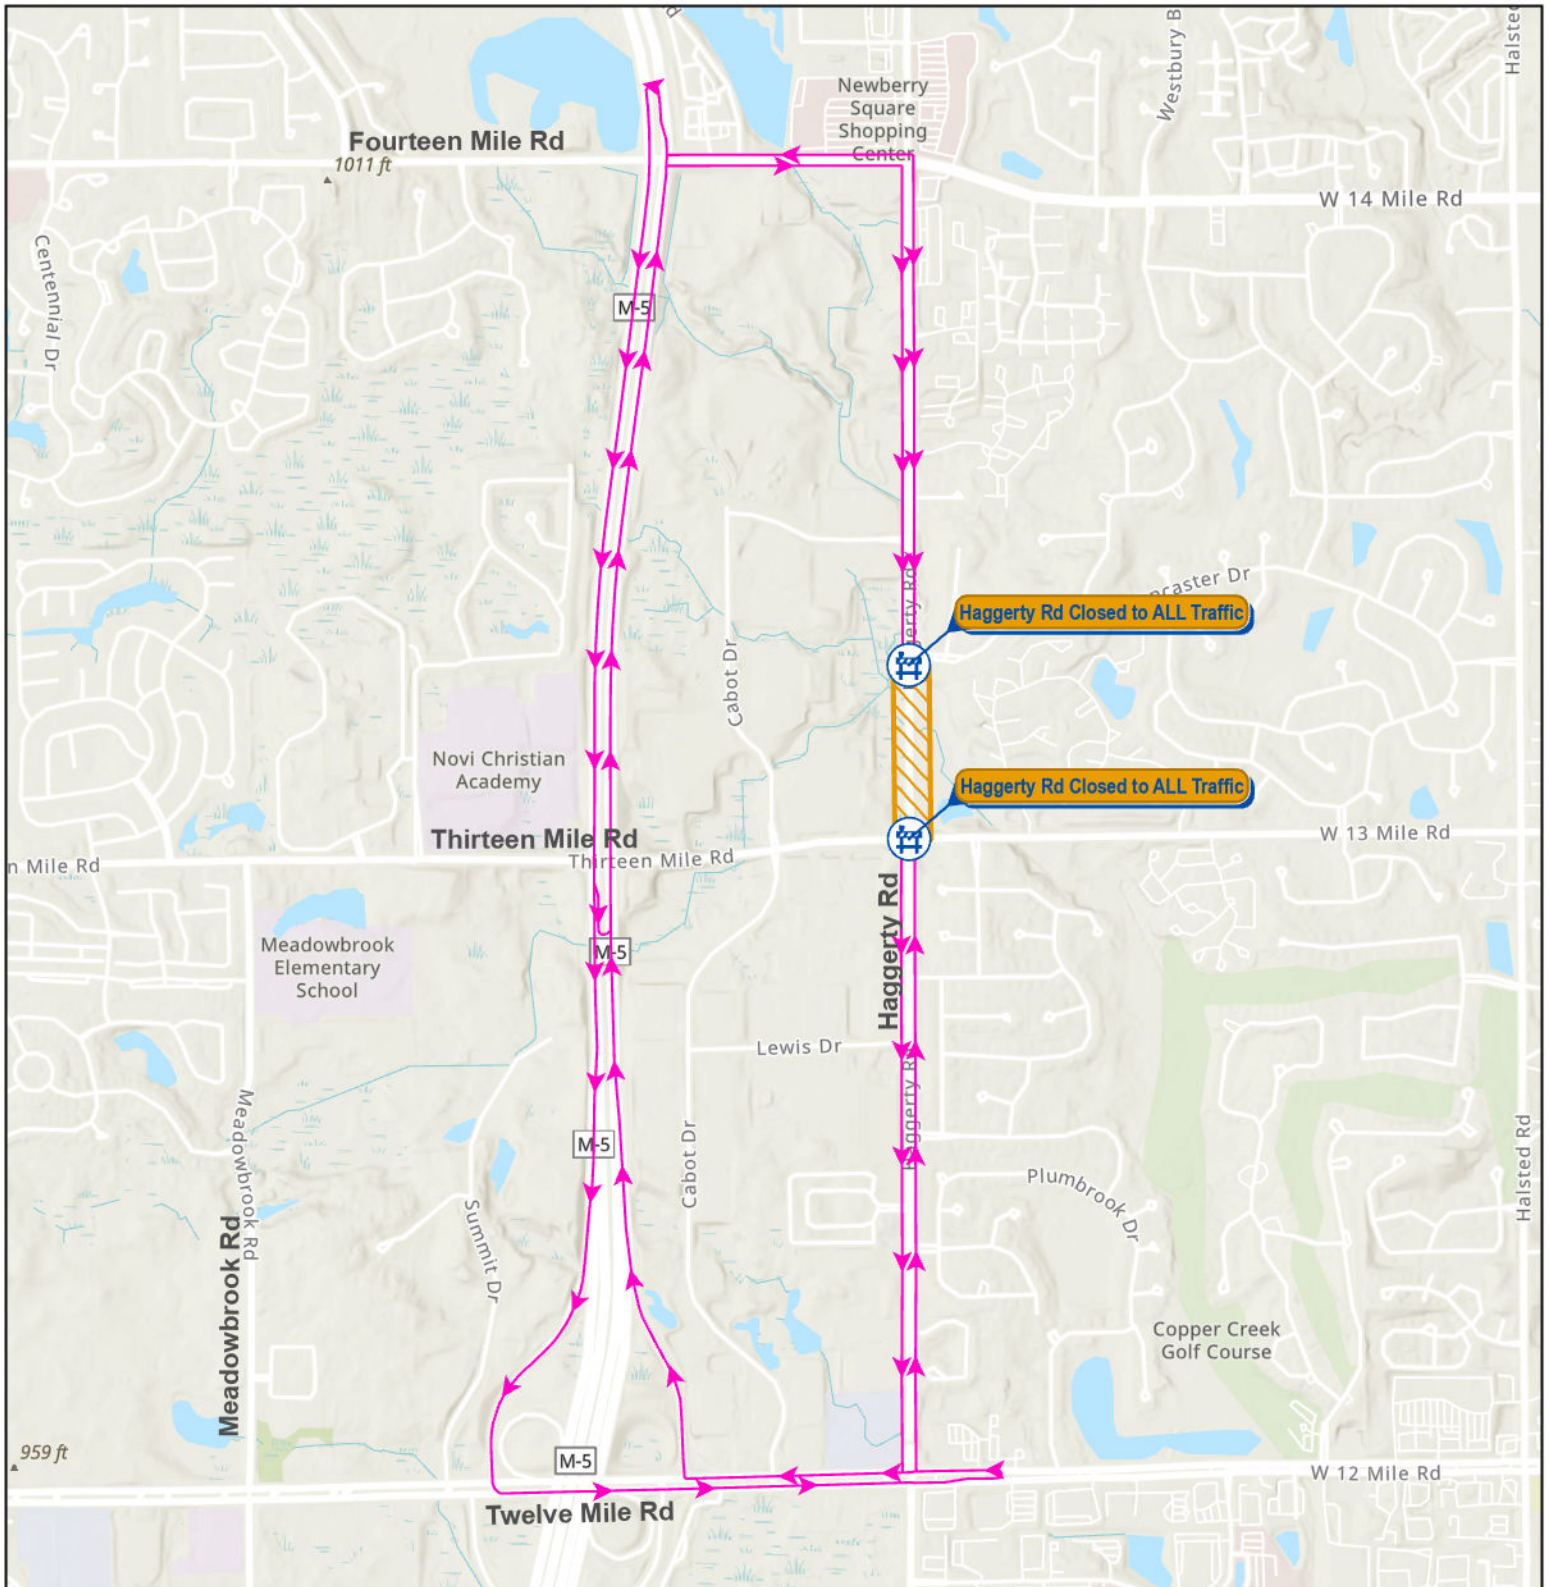 Halsted
Westbury B
Newberry
Square
Shopping
Center
Fourteen Mile Rd
1011 ft
W 14 Mile Rd
Centennial Dr
M-5
ncaster Dr
gerty Rd
Haggerty Rd Closed to ALL Traffic
Cabot Dr
Novi Christian
Academy
Haggerty Rd Closed to ALL Traffic
Thirteen Mile Rd
W 13 Mile Rd
Thirteen Mile Rd
n Mile Rd
Haggerty Rd
Meadowbrook
Elementary
School
M-5
Lewis Dr
Haggerty Rd
Meadowbrook Rd
M-5
Cabot Dr
Halsted Rd
Plumbrook Dr
Summit Dr
Meadowbrook Rd
Copper Creek
Golf Course
959 ft
M-5
W 12 Mile Rd
Twelve Mile Rd